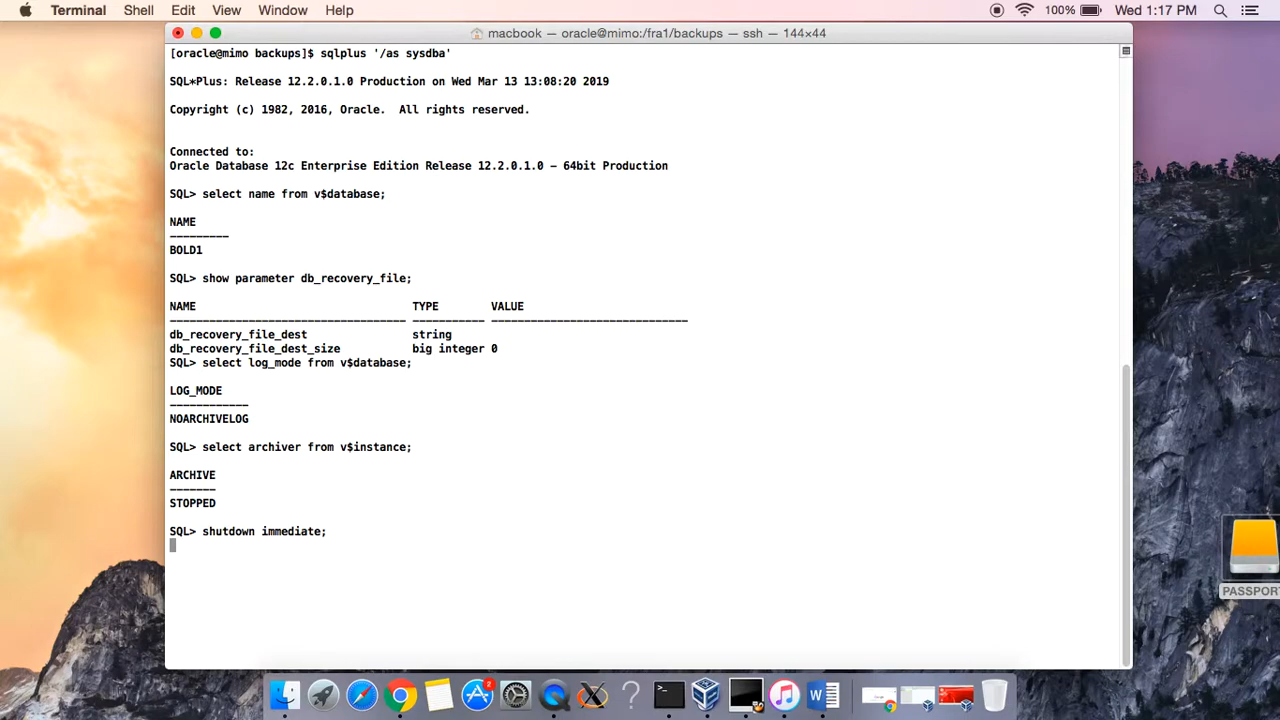 Terminal Shell Edit View Window Help 100% Wed 1:17 PM
macbook — oracle@mimo:/fra1/backups — ssh — 144×44
[oracle@mimo backups]$ sqlplus '/as sysdba'
SQL*Plus: Release 12.2.0.1.0 Production on Wed Mar 13 13:08:20 2019
Copyright (c) 1982, 2016, Oracle.  All rights reserved.
Connected to:
Oracle Database 12c Enterprise Edition Release 12.2.0.1.0 - 64bit Production
SQL> select name from v$database;
NAME
---------
BOLD1
SQL> show parameter db_recovery_file;
NAME                                 TYPE        VALUE
------------------------------------ ----------- ------------------------------
db_recovery_file_dest                string
db_recovery_file_dest_size           big integer 0
SQL> select log_mode from v$database;
LOG_MODE
------------
NOARCHIVELOG
SQL> select archiver from v$instance;
ARCHIVE
-------
STOPPED
SQL> shutdown immediate;
PASSPORT
2